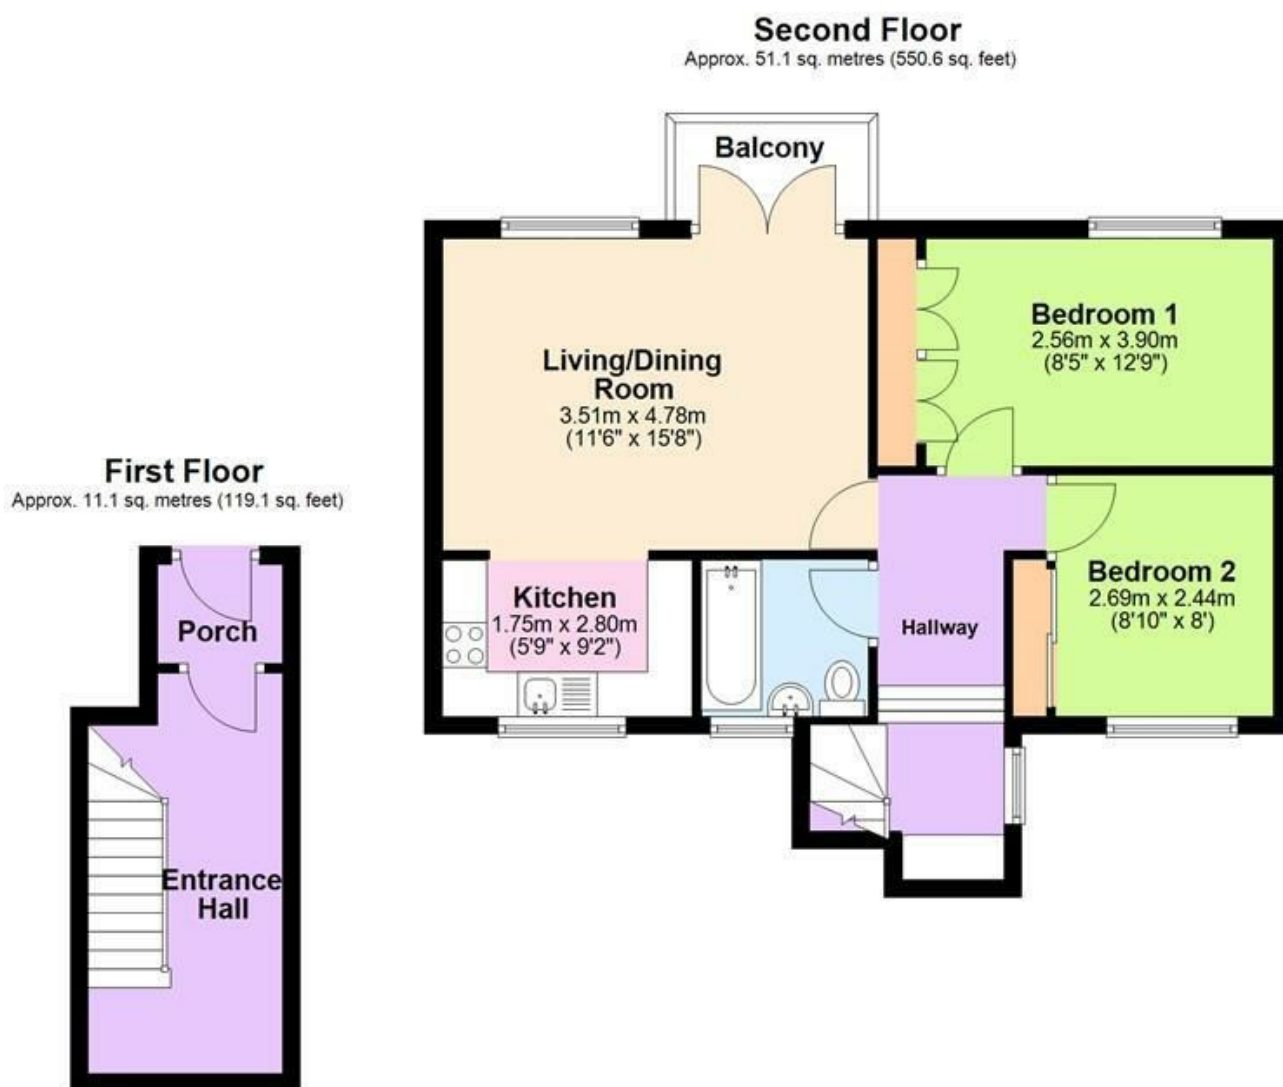 Second Floor
Approx. 51.1 sq. metres (550.6 sq. feet)
Balcony
Living/Dining
Room
3.51m x 4.78m
(11'6" x 15'8")
Bedroom 1
2.56m x 3.90m
(8'5" x 12'9")
Kitchen
1.75m x 2.80m
(5'9" x 9'2")
Hallway
Bedroom 2
2.69m x 2.44m
(8'10" x 8')
First Floor
Approx. 11.1 sq. metres (119.1 sq. feet)
Porch
Entrance
Hall